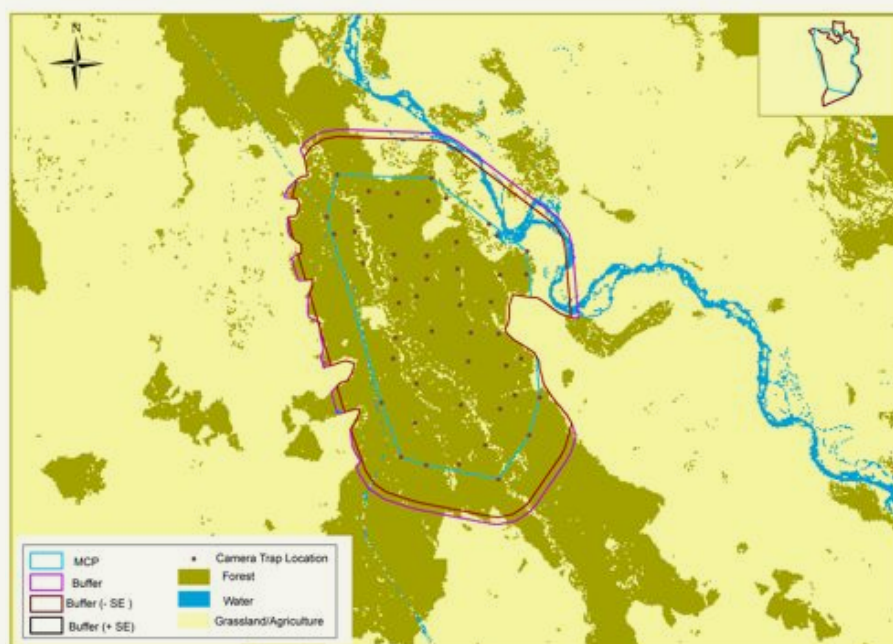 N
MCP
Buffer
Buffer (- SE )
Buffer (+ SE)
Camera Trap Location
Forest
Water
Grassland/Agriculture